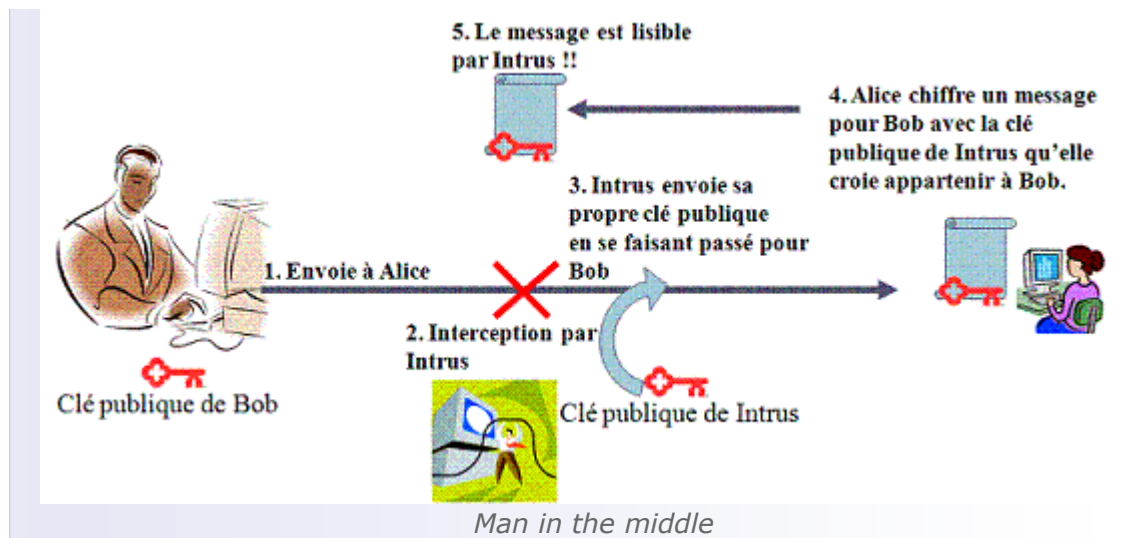 5. Le message est lisible
par Intrus !!
4. Alice chiffre un message
pour Bob avec la clé
publique de Intrus qu’elle
croie appartenir à Bob.
3. Intrus envoie sa
propre clé publique
en se faisant passé pour
Bob
1. Envoie à Alice
2. Interception par
Intrus
Clé publique de Bob
Clé publique de Intrus
Man in the middle